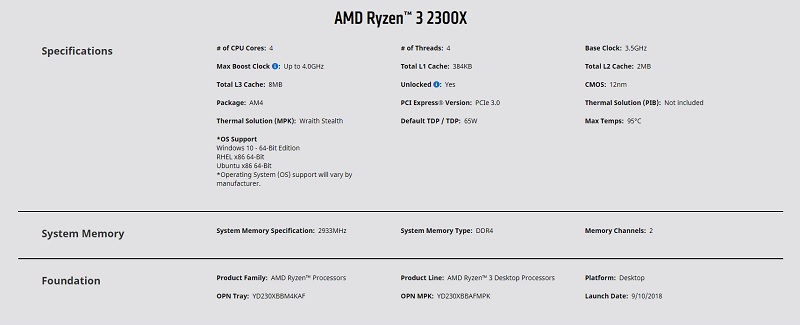 AMD Ryzen™ 3 2300X
Specifications
# of CPU Cores: 4
# of Threads: 4
Base Clock: 3.5GHz
Max Boost Clock i: Up to 4.0GHz
Total L1 Cache: 384KB
Total L2 Cache: 2MB
Total L3 Cache: 8MB
Unlocked i: Yes
CMOS: 12nm
Package: AM4
PCI Express® Version: PCIe 3.0
Thermal Solution (PIB): Not included
Thermal Solution (MPK): Wraith Stealth
Default TDP / TDP: 65W
Max Temps: 95°C
*OS Support
Windows 10 - 64-Bit Edition
RHEL x86 64-Bit
Ubuntu x86 64-Bit
*Operating System (OS) support will vary by
manufacturer.
System Memory
System Memory Specification: 2933MHz
System Memory Type: DDR4
Memory Channels: 2
Foundation
Product Family: AMD Ryzen™ Processors
Product Line: AMD Ryzen™ 3 Desktop Processors
Platform: Desktop
OPN Tray: YD230XBBM4KAF
OPN MPK: YD230XBBAFMPK
Launch Date: 9/10/2018